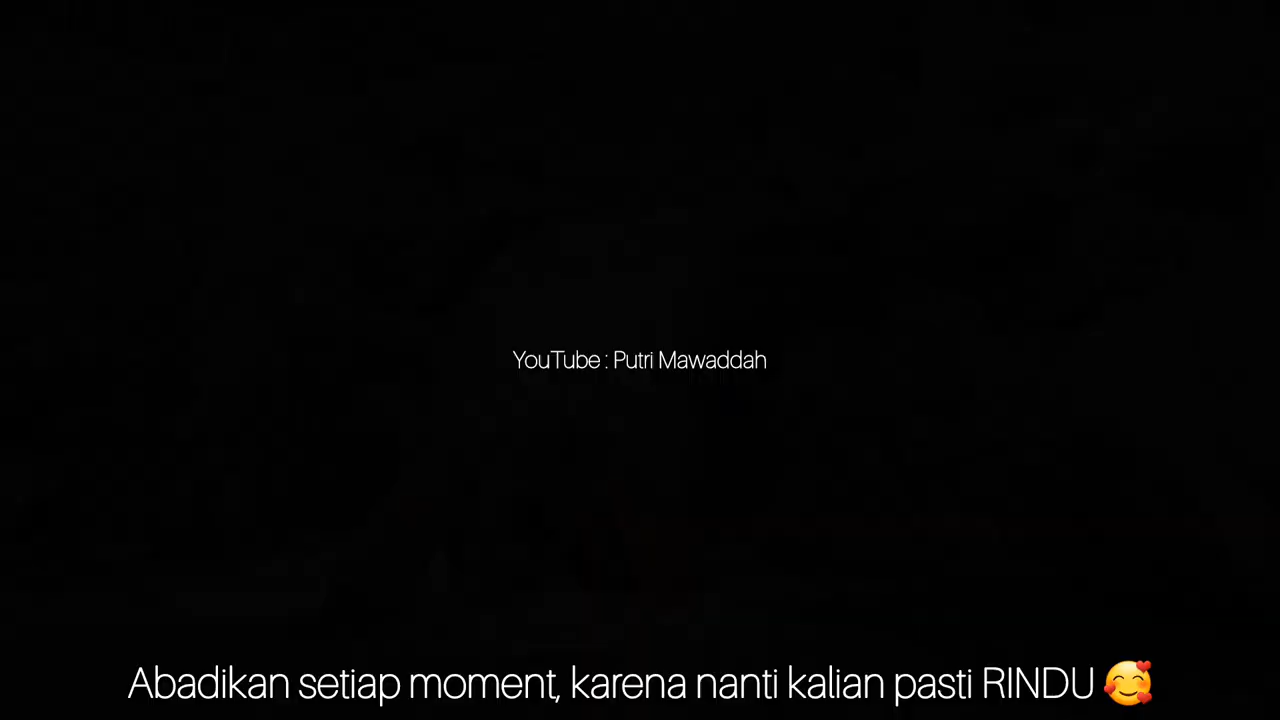 YouTube : Putri Mawaddah
Abadikan setiap moment, karena nanti kalian pasti RINDU 🥰